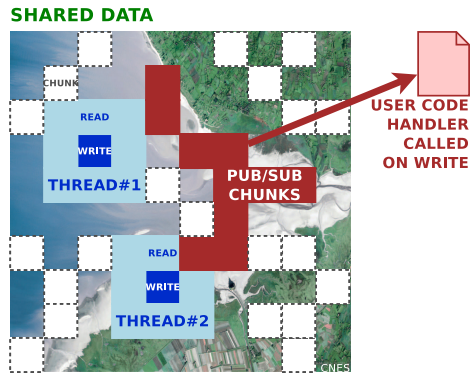 SHARED DATA
CHUNK
READ
WRITE
THREAD#1
PUB/SUB
CHUNKS
USER CODE
HANDLER
CALLED
ON WRITE
READ
WRITE
THREAD#2
CNES